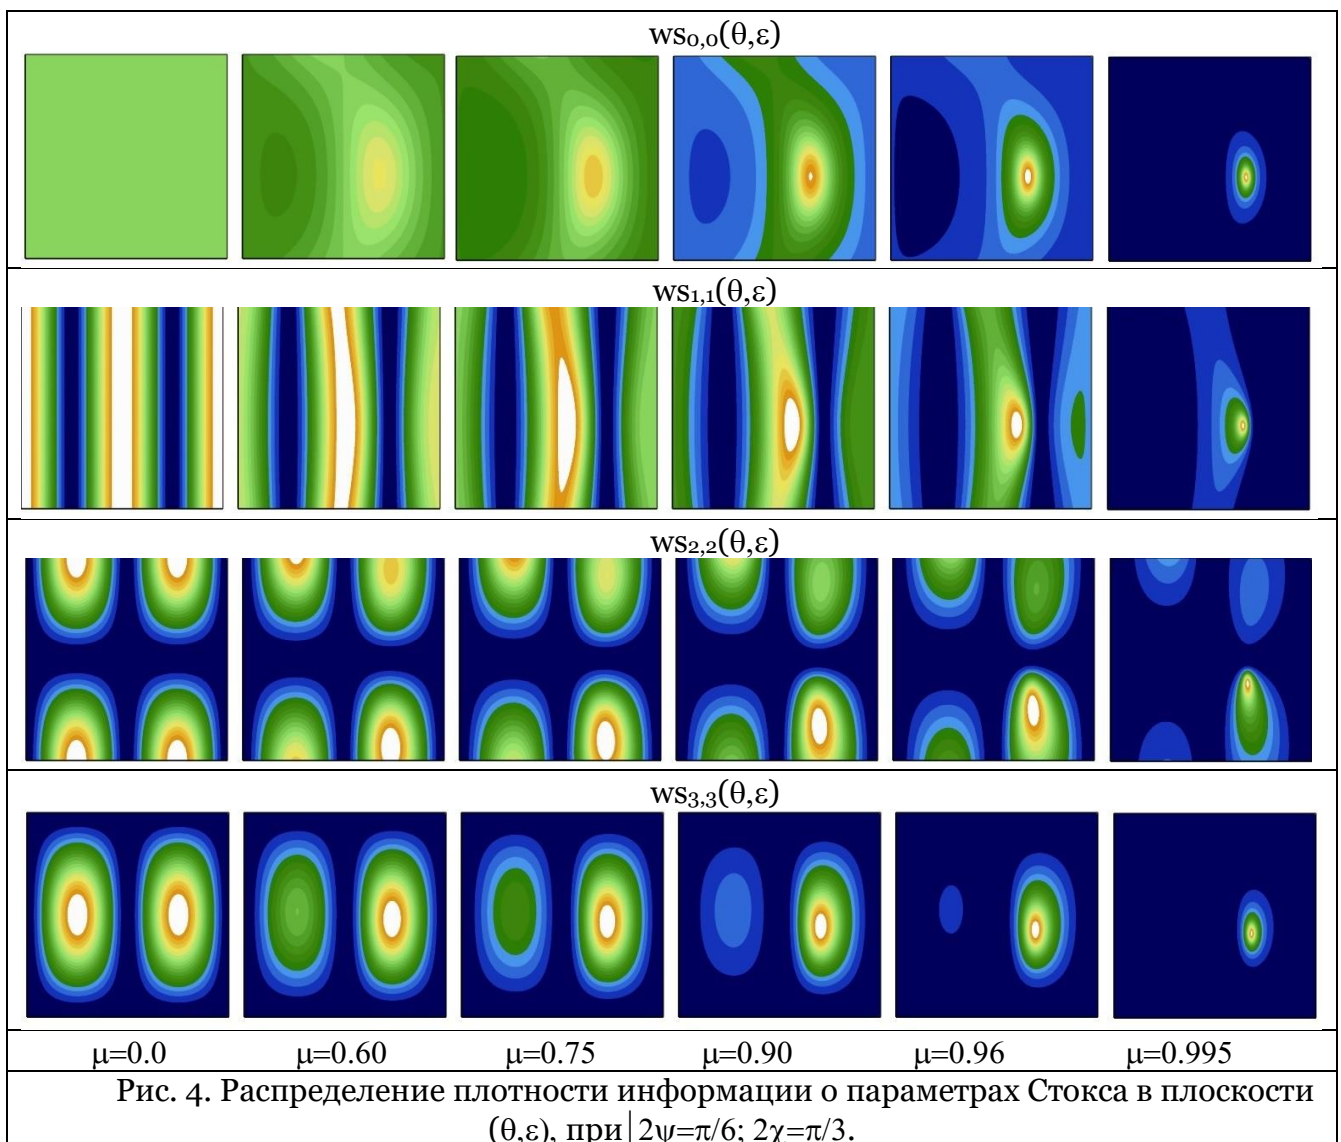 ws₀,₀(θ,ε)
ws₁,₁(θ,ε)
ws₂,₂(θ,ε)
ws₃,₃(θ,ε)
μ=0.0 μ=0.60 μ=0.75 μ=0.90 μ=0.96 μ=0.995
Рис. 4. Распределение плотности информации о параметрах Стокса в плоскости
(θ,ε), при|2ψ=π/6; 2χ=π/3.